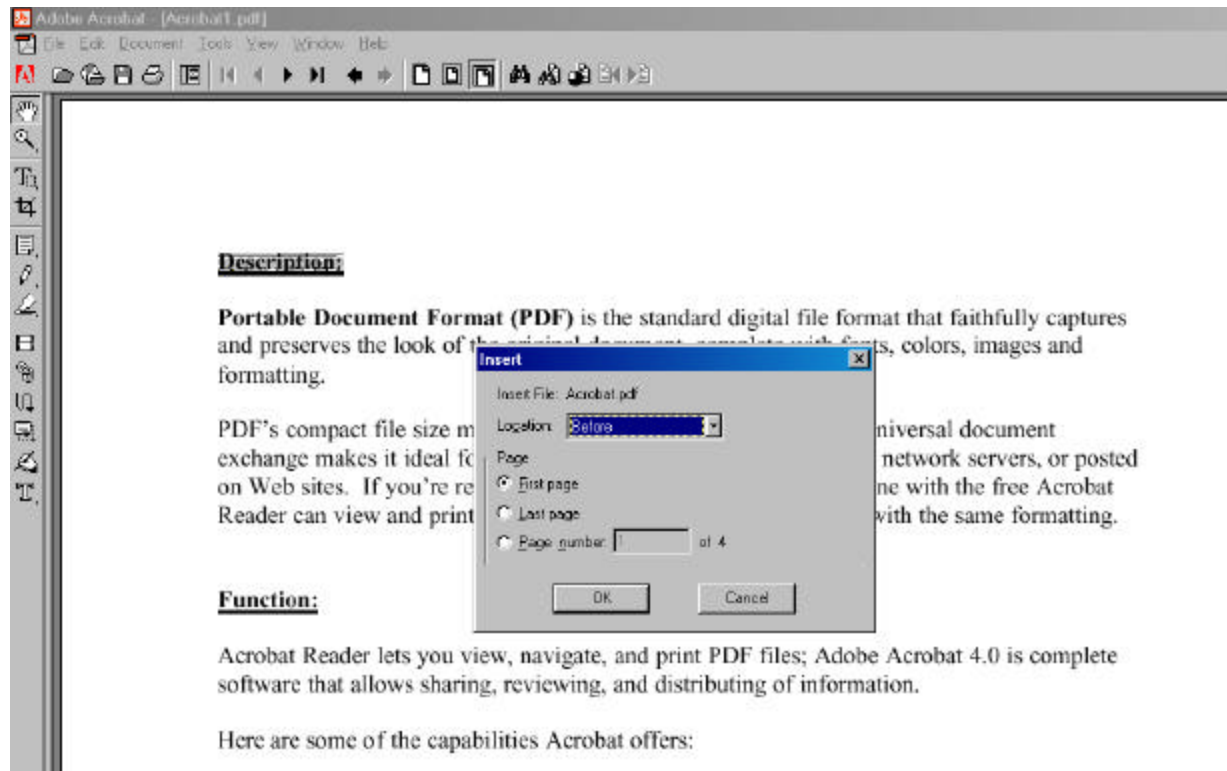 Adobe Acrobat - [Acrobat1.pdf]
File Edit Document Tools View Window Help
Description:
Portable Document Format (PDF) is the standard digital file format that faithfully captures
and preserves the look of the original document, complete with fonts, colors, images and
formatting.
Insert
Insert File: Acrobat.pdf
Location: Before
Page
First page
Last page
Page number: 1 of 4
OK Cancel
PDF's compact file size m niversal document
exchange makes it ideal fo network servers, or posted
on Web sites. If you're re ne with the free Acrobat
Reader can view and print with the same formatting.
Function:
Acrobat Reader lets you view, navigate, and print PDF files; Adobe Acrobat 4.0 is complete
software that allows sharing, reviewing, and distributing of information.
Here are some of the capabilities Acrobat offers: